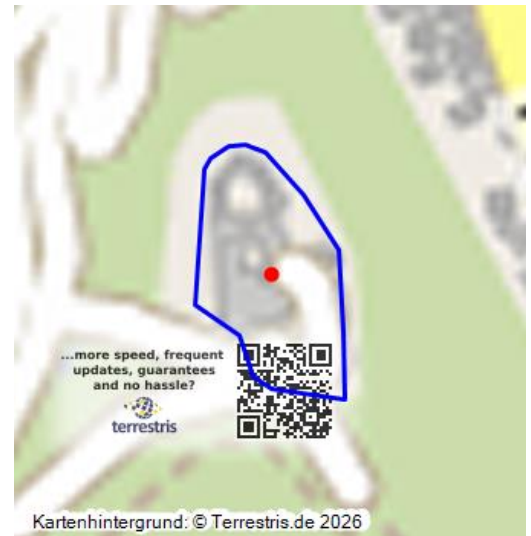 ...more speed, frequent
updates, guarantees
and no hassle?
terrestris
Kartenhintergrund: © Terrestris.de 2026